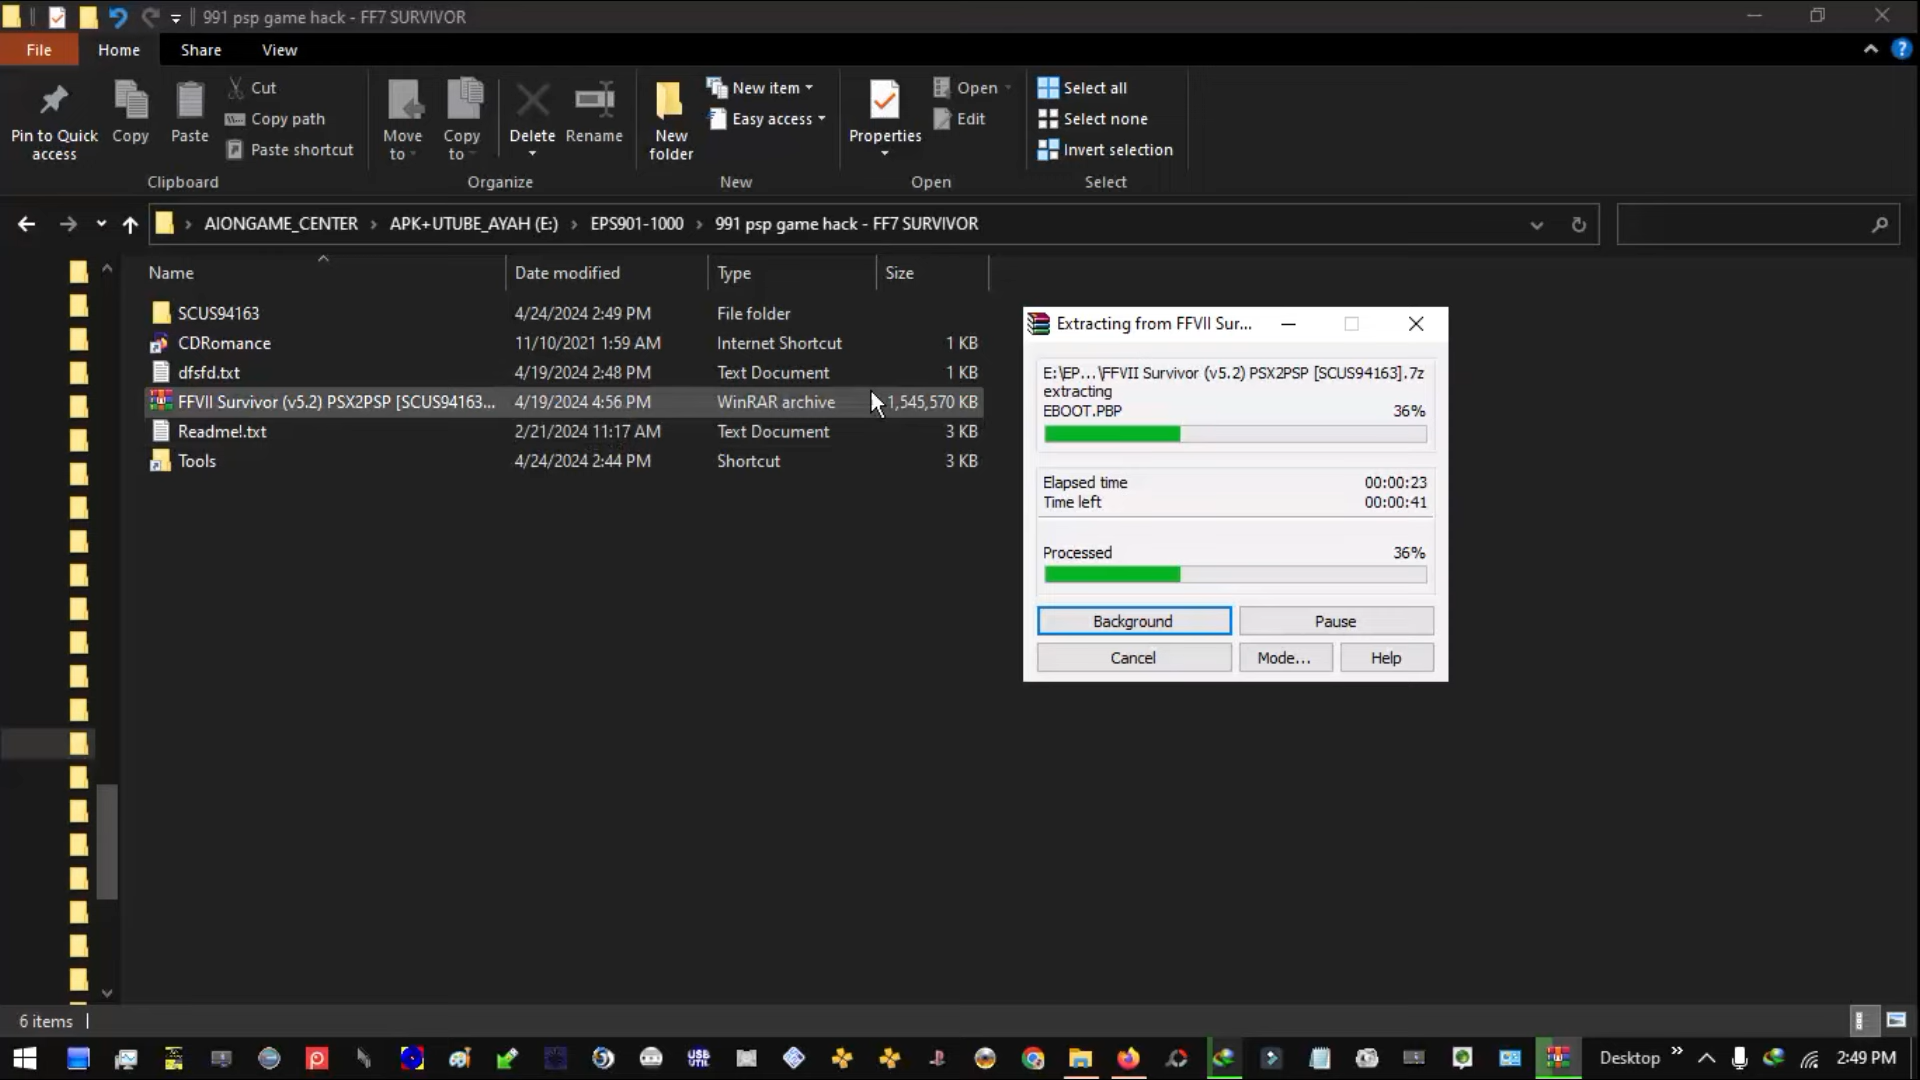 991 psp game hack - FF7 SURVIVOR
File
Home
Share
View
Pin to Quick access
Copy
Paste
Cut
Copy path
Paste shortcut
Clipboard
Move to
Copy to
Delete
Rename
Organize
New folder
New item
Easy access
New
Properties
Open
Edit
Open
Select all
Select none
Invert selection
Select
AIONGAME_CENTER > APK+UTUBE_AYAH (E:) > EPS901-1000 > 991 psp game hack - FF7 SURVIVOR
Name Date modified Type Size
SCUS94163 4/24/2024 2:49 PM File folder
CDRomance 11/10/2021 1:59 AM Internet Shortcut 1 KB
dfsfd.txt 4/19/2024 2:48 PM Text Document 1 KB
FFVII Survivor (v5.2) PSX2PSP [SCUS94163... 4/19/2024 4:56 PM WinRAR archive 1,545,570 KB
Readme!.txt 2/21/2024 11:17 AM Text Document 3 KB
Tools 4/24/2024 2:44 PM Shortcut 3 KB
Extracting from FFVII Sur...
E:\EP...\FFVII Survivor (v5.2) PSX2PSP [SCUS94163].7z
extracting
EBOOT.PBP 36%
Elapsed time 00:00:23
Time left 00:00:41
Processed 36%
Background
Pause
Cancel
Mode...
Help
6 items
USB UTIL
Desktop
2:49 PM